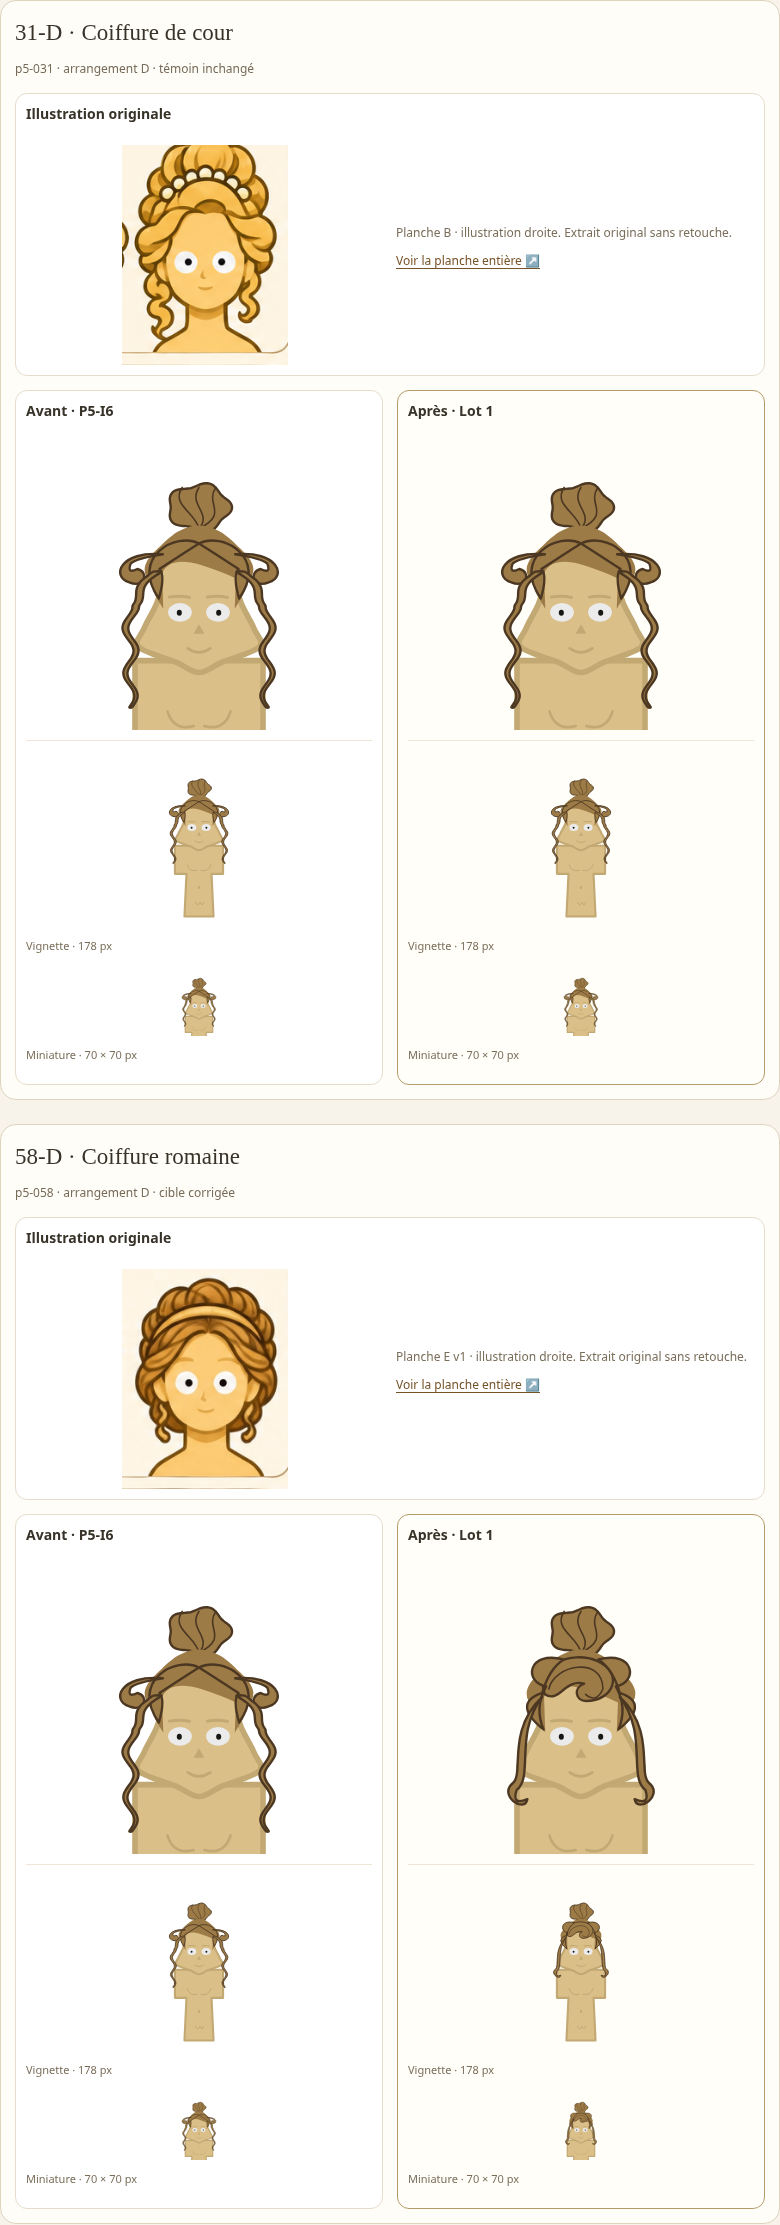 31-D · Coiffure de cour
p5-031 · arrangement D · témoin inchangé
Illustration originale
Planche B · illustration droite. Extrait original sans retouche.
Voir la planche entière ↗
Avant · P5-I6
Après · Lot 1
Vignette · 178 px
Vignette · 178 px
Miniature · 70 × 70 px
Miniature · 70 × 70 px
58-D · Coiffure romaine
p5-058 · arrangement D · cible corrigée
Illustration originale
Planche E v1 · illustration droite. Extrait original sans retouche.
Voir la planche entière ↗
Avant · P5-I6
Après · Lot 1
Vignette · 178 px
Vignette · 178 px
Miniature · 70 × 70 px
Miniature · 70 × 70 px